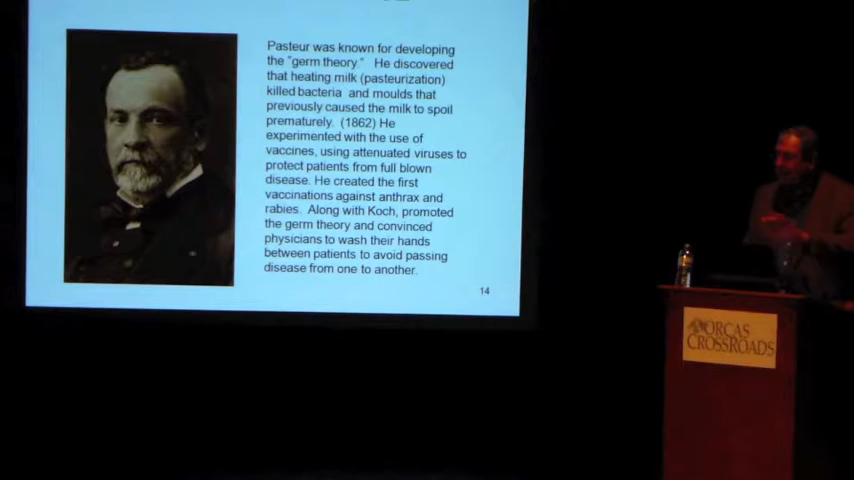 Pasteur was known for developing
the "germ theory." He discovered
that heating milk (pasteurization)
killed bacteria and moulds that
previously caused the milk to spoil
prematurely. (1862) He
experimented with the use of
vaccines, using attenuated viruses to
protect patients from full blown
disease. He created the first
vaccinations against anthrax and
rabies. Along with Koch, promoted
the germ theory and convinced
physicians to wash their hands
between patients to avoid passing
disease from one to another.
14
ORCAS
CROSSROADS